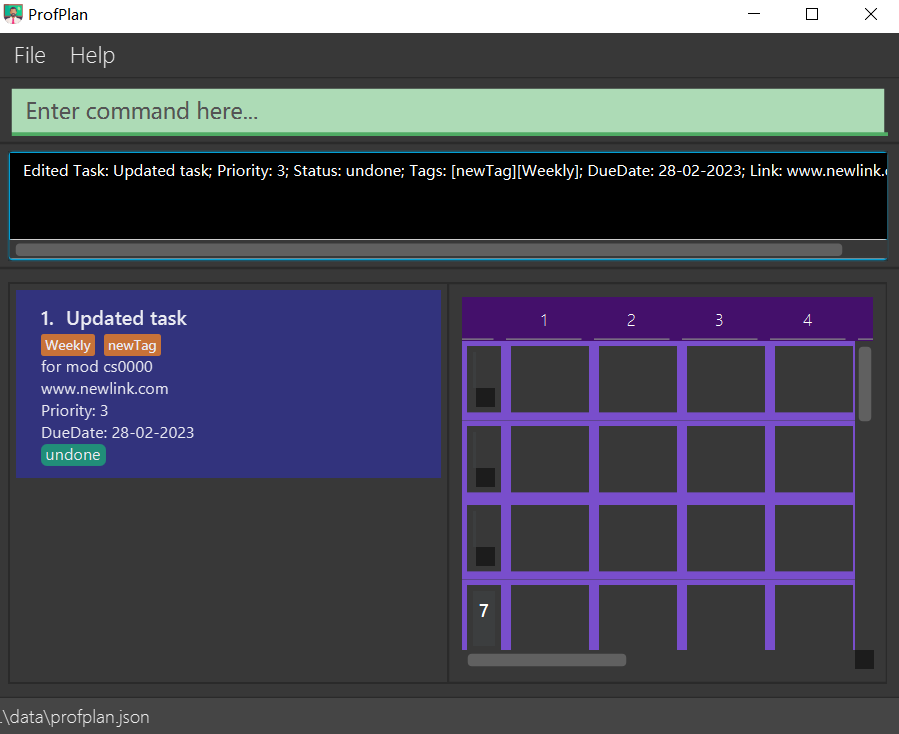 ProfPlan
File Help
Enter command here...
Edited Task: Updated task; Priority: 3; Status: undone; Tags: [newTag][Weekly]; DueDate: 28-02-2023; Link: www.newlink.
1. Updated task
Weekly newTag
for mod cs0000
www.newlink.com
Priority: 3
DueDate: 28-02-2023
undone
1 2 3 4
7
.\data\profplan.json